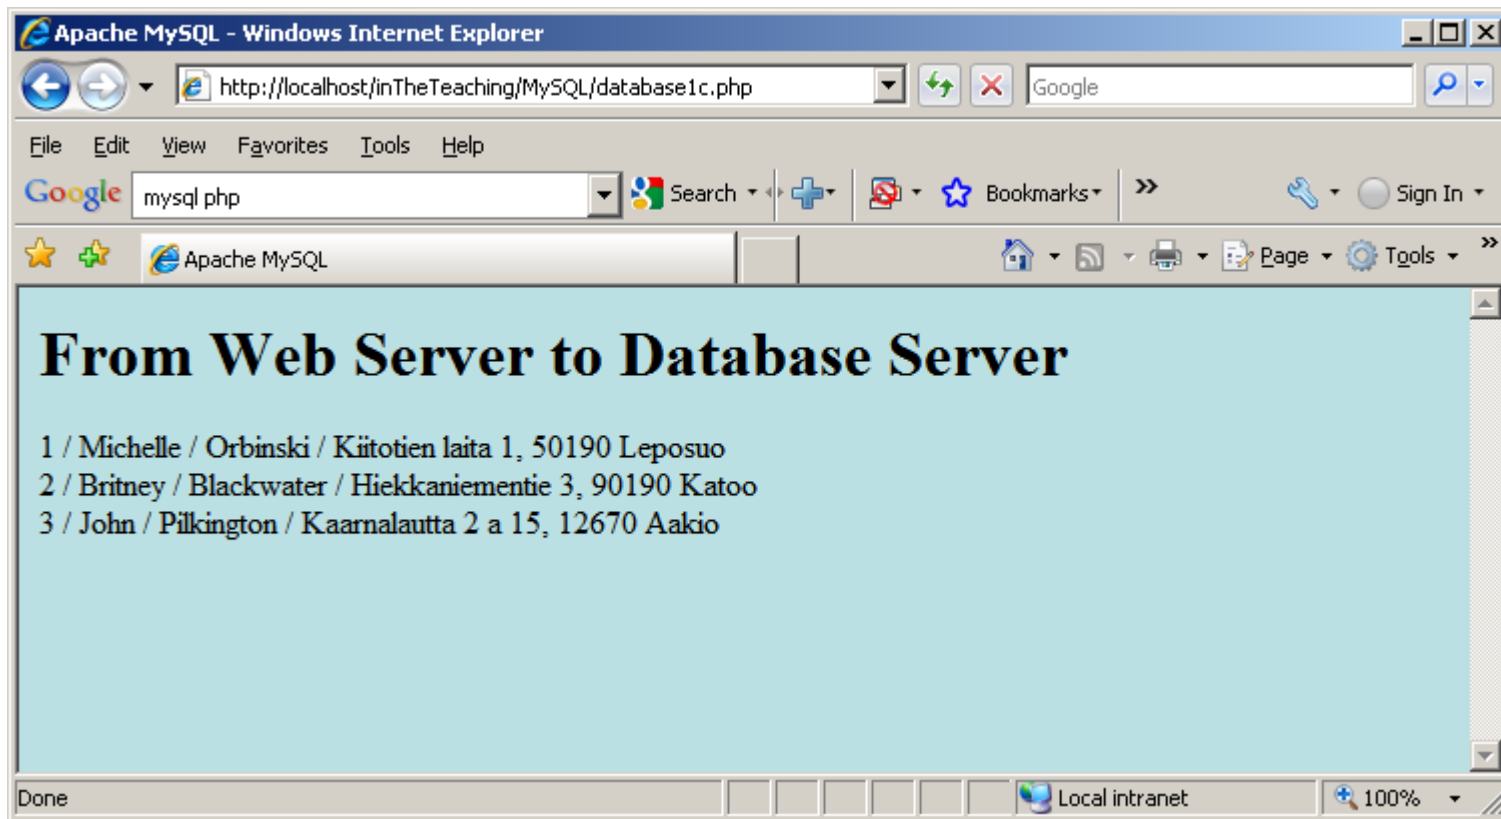 Apache MySQL - Windows Internet Explorer
http://localhost/inTheTeaching/MySQL/database1c.php Google
File Edit View Favorites Tools Help
Google mysql php Search Bookmarks » Sign In
Apache MySQL Page Tools »
From Web Server to Database Server
1 / Michelle / Orbinski / Kiitotien laita 1, 50190 Leposuo
2 / Britney / Blackwater / Hiekkaniementie 3, 90190 Katoo
3 / John / Pilkington / Kaarnalautta 2 a 15, 12670 Aakio
Done Local intranet 100%